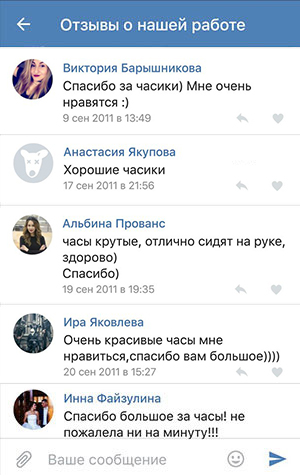 Отзывы о нашей работе
Виктория Барышникова
Спасибо за часики) Мне очень
нравятся :)
9 сен 2011 в 13:49
Анастасия Якупова
Хорошие часики
17 сен 2011 в 21:56
Альбина Прованс
часы крутые, отлично сидят на руке,
здорово)
Спасибо)
19 сен 2011 в 19:35
Ира Яковлева
Очень красивые часы мне
нравиться,спасибо вам большое))))
20 сен 2011 в 15:27
Инна Файзулина
Спасибо большое за часы! не
пожалела ни на минуту!!!
Ваше сообщение